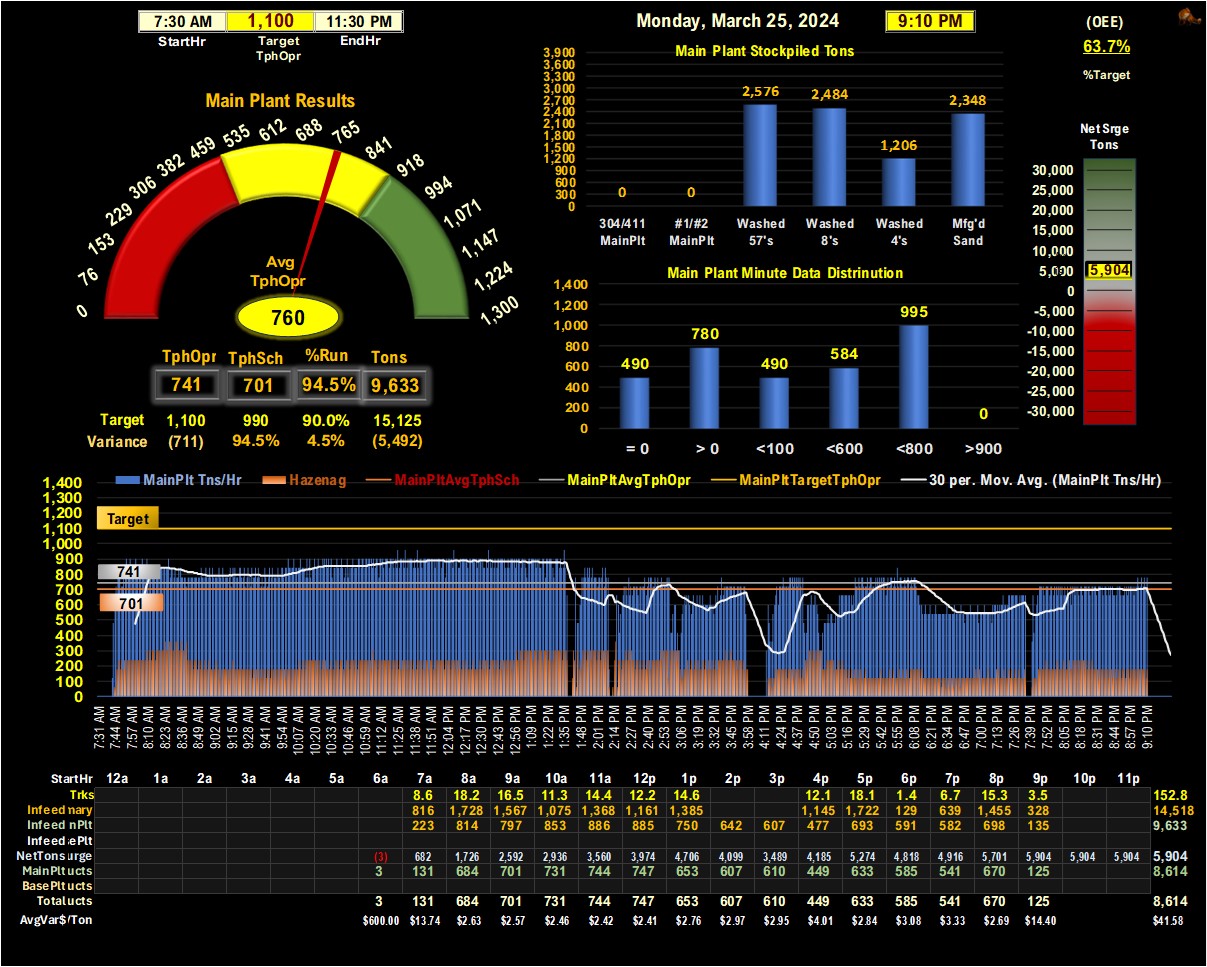 7:30 AM 1,100 11:30 PM
StartHr Target TphOpr EndHr
Monday, March 25, 2024 9:10 PM
(OEE)
63.7%
%Target
Main Plant Results
0 76 153 229 306 382 459 535 612 688 765 841 918 994 1,071 1,147 1,224 1,300
Avg
TphOpr
760
TphOpr TphSch %Run Tons
741 701 94.5% 9,633
Target 1,100 990 90.0% 15,125
Variance (711) 94.5% 4.5% (5,492)
Main Plant Stockpiled Tons
3,900
3,600
3,300
3,000
2,700
2,400
2,100
1,800
1,500
1,200
900
600
300
0
0 0 2,576 2,484 1,206 2,348
304/411 #1/#2 Washed Washed Washed Mfg'd
MainPlt MainPlt 57's 8's 4's Sand
Main Plant Minute Data Distrinution
1,400
1,200
1,000
800
600
400
200
0
490 780 490 584 995 0
= 0 > 0 <100 <600 <800 >900
Net Srge
Tons
30,000
25,000
20,000
15,000
10,000
5,000
0
-5,000
-10,000
-15,000
-20,000
-25,000
-30,000
5,904
MainPlt Tns/Hr Hazenag MainPltAvgTphSch MainPltAvgTphOpr MainPltTargetTphOpr 30 per. Mov. Avg. (MainPlt Tns/Hr)
1,400
1,300
1,200
1,100
1,000
900
800
700
600
500
400
300
200
100
0
Target
741
701
7:31 AM 7:44 AM 7:57 AM 8:10 AM 8:23 AM 8:36 AM 8:49 AM 9:02 AM 9:15 AM 9:28 AM 9:41 AM 9:54 AM 10:07 AM 10:20 AM 10:33 AM 10:46 AM 10:59 AM 11:12 AM 11:25 AM 11:38 AM 11:51 AM 12:04 PM 12:17 PM 12:30 PM 12:43 PM 12:56 PM 1:09 PM 1:22 PM 1:35 PM 1:48 PM 2:01 PM 2:14 PM 2:27 PM 2:40 PM 2:53 PM 3:06 PM 3:19 PM 3:32 PM 3:45 PM 3:58 PM 4:11 PM 4:24 PM 4:37 PM 4:50 PM 5:03 PM 5:16 PM 5:29 PM 5:42 PM 5:55 PM 6:08 PM 6:21 PM 6:34 PM 6:47 PM 7:00 PM 7:13 PM 7:26 PM 7:39 PM 7:52 PM 8:05 PM 8:18 PM 8:31 PM 8:44 PM 8:57 PM 9:10 PM
StartHr 12a 1a 2a 3a 4a 5a 6a 7a 8a 9a 10a 11a 12p 1p 2p 3p 4p 5p 6p 7p 8p 9p 10p 11p
Trks 8.6 18.2 16.5 11.3 14.4 12.2 14.6 12.1 18.1 1.4 6.7 15.3 3.5 152.8
Infeed nary 816 1,728 1,567 1,075 1,368 1,161 1,385 1,145 1,722 129 639 1,455 328 14,518
Infeed nPlt 223 814 797 853 886 885 750 642 607 477 693 591 582 698 135 9,633
Infeed ePlt
NetTons urge (3) 682 1,726 2,592 2,936 3,560 3,974 4,706 4,099 3,489 4,185 5,274 4,818 4,916 5,701 5,904 5,904 5,904 5,904
MainPlt ucts 3 131 684 701 731 744 747 653 607 610 449 633 585 541 670 125 8,614
BasePlt ucts
Total ucts 3 131 684 701 731 744 747 653 607 610 449 633 585 541 670 125 8,614
AvgVar$/Ton $600.00 $13.74 $2.63 $2.57 $2.46 $2.42 $2.41 $2.76 $2.97 $2.95 $4.01 $2.84 $3.08 $3.33 $2.69 $14.40 $41.58